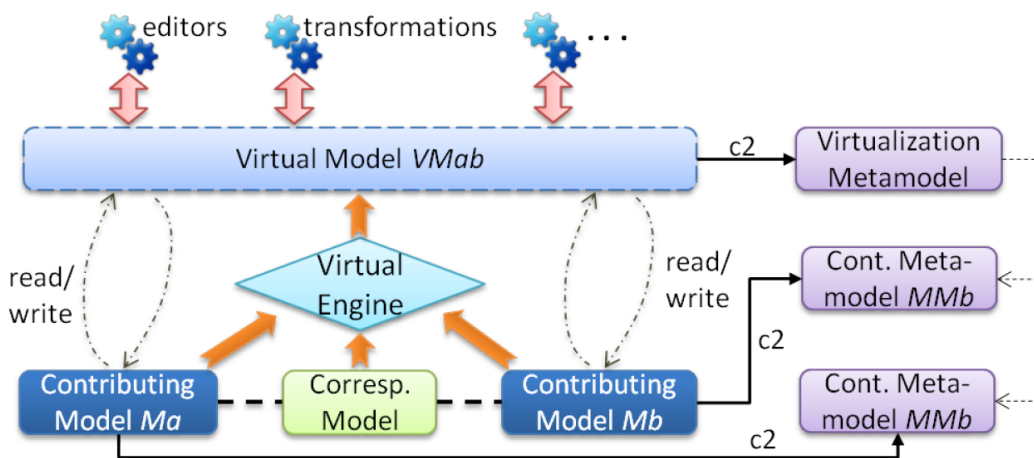 editors
transformations
...
Virtual Model VMab
c2
Virtualization
Metamodel
read/
write
Virtual
Engine
read/
write
Cont. Meta-
model MMb
c2
Contributing
Model Ma
Corresp.
Model
Contributing
Model Mb
Cont. Meta-
model MMb
c2